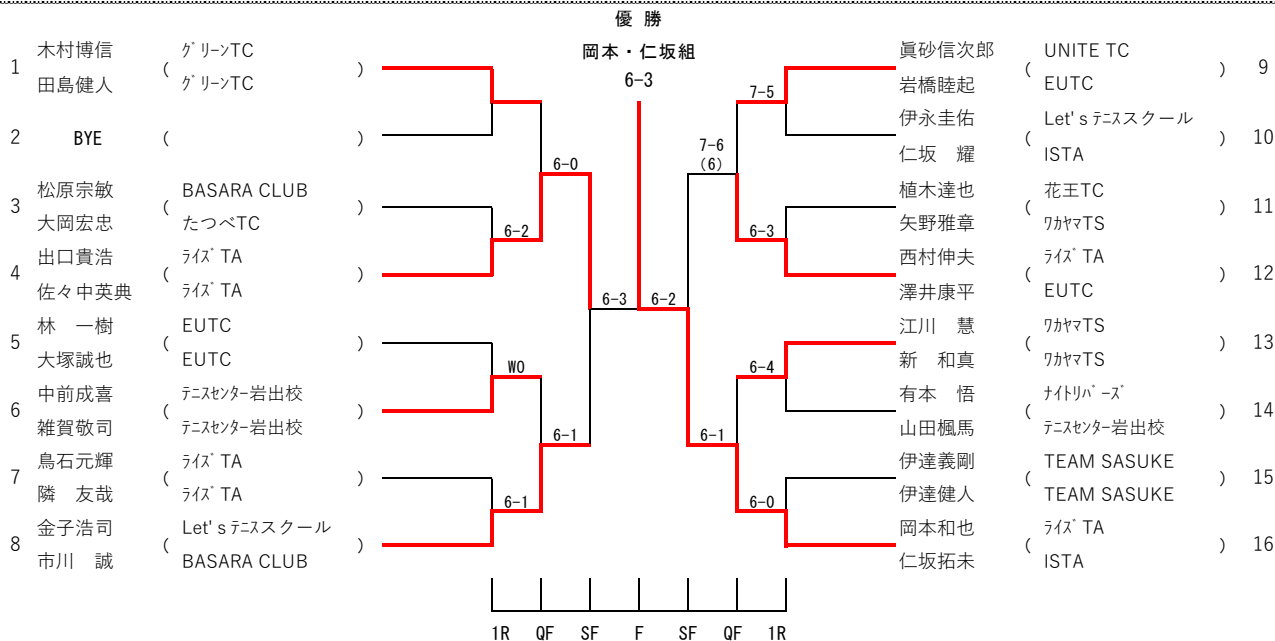 優 勝
岡本・仁坂組
6-3
1 木村博信 ( ｸﾞﾘｰﾝTC )
田島健人 ｸﾞﾘｰﾝTC
2 BYE ( )
6-0
3 松原宗敏 ( BASARA CLUB )
大岡宏忠 たつべTC
6-2
4 出口貴浩 ( ﾗｲｽﾞTA )
佐々中英典 ﾗｲｽﾞTA
6-3
5 林 一樹 ( EUTC )
大塚誠也 EUTC
WO
6 中前成喜 ( ﾃﾆｽｾﾝﾀｰ岩出校 )
雑賀敬司 ﾃﾆｽｾﾝﾀｰ岩出校
6-1
7 鳥石元輝 ( ﾗｲｽﾞTA )
隣 友哉 ﾗｲｽﾞTA
6-1
8 金子浩司 ( Let'sﾃﾆススクール )
市川 誠 BASARA CLUB
眞砂信次郎 ( UNITE TC ) 9
岩橋睦起 EUTC
7-5
伊永圭佑 ( Let'sﾃﾆススクール ) 10
仁坂 耀 ISTA
7-6
(6)
植木達也 ( 花王TC ) 11
矢野雅章 ﾜｶﾔﾏTS
6-3
西村伸夫 ( ﾗｲｽﾞTA ) 12
澤井康平 EUTC
6-2
江川 慧 ( ﾜｶﾔﾏTS ) 13
新 和真 ﾜｶﾔﾏTS
6-4
有本 悟 ( ﾅｲﾄﾘﾊﾞｰｽﾞ ) 14
山田楓馬 ﾃﾆｽｾﾝﾀｰ岩出校
6-1
伊達義剛 ( TEAM SASUKE ) 15
伊達健人 TEAM SASUKE
6-0
岡本和也 ( ﾗｲｽﾞTA ) 16
仁坂拓未 ISTA
1R QF SF F SF QF 1R